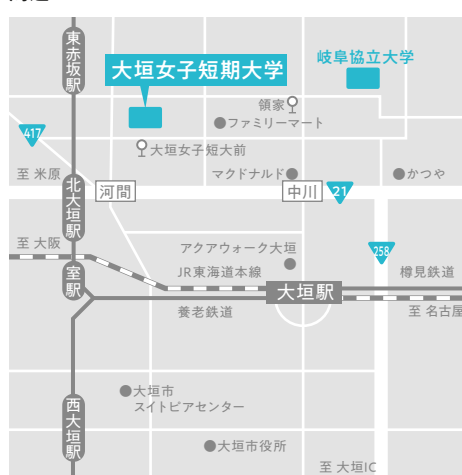 東赤坂駅
大垣女子短期大学
岐阜協立大学
領家
ファミリーマート
417
大垣女子短大前
至 米原
マクドナルド
かつや
北大垣駅
河間
中川
21
至 大阪
アクアウォーク大垣
258
室駅
JR東海道本線
樽見鉄道
大垣駅
養老鉄道
至 名古屋
大垣市
スイトピアセンター
西大垣駅
大垣市役所
至 大垣IC